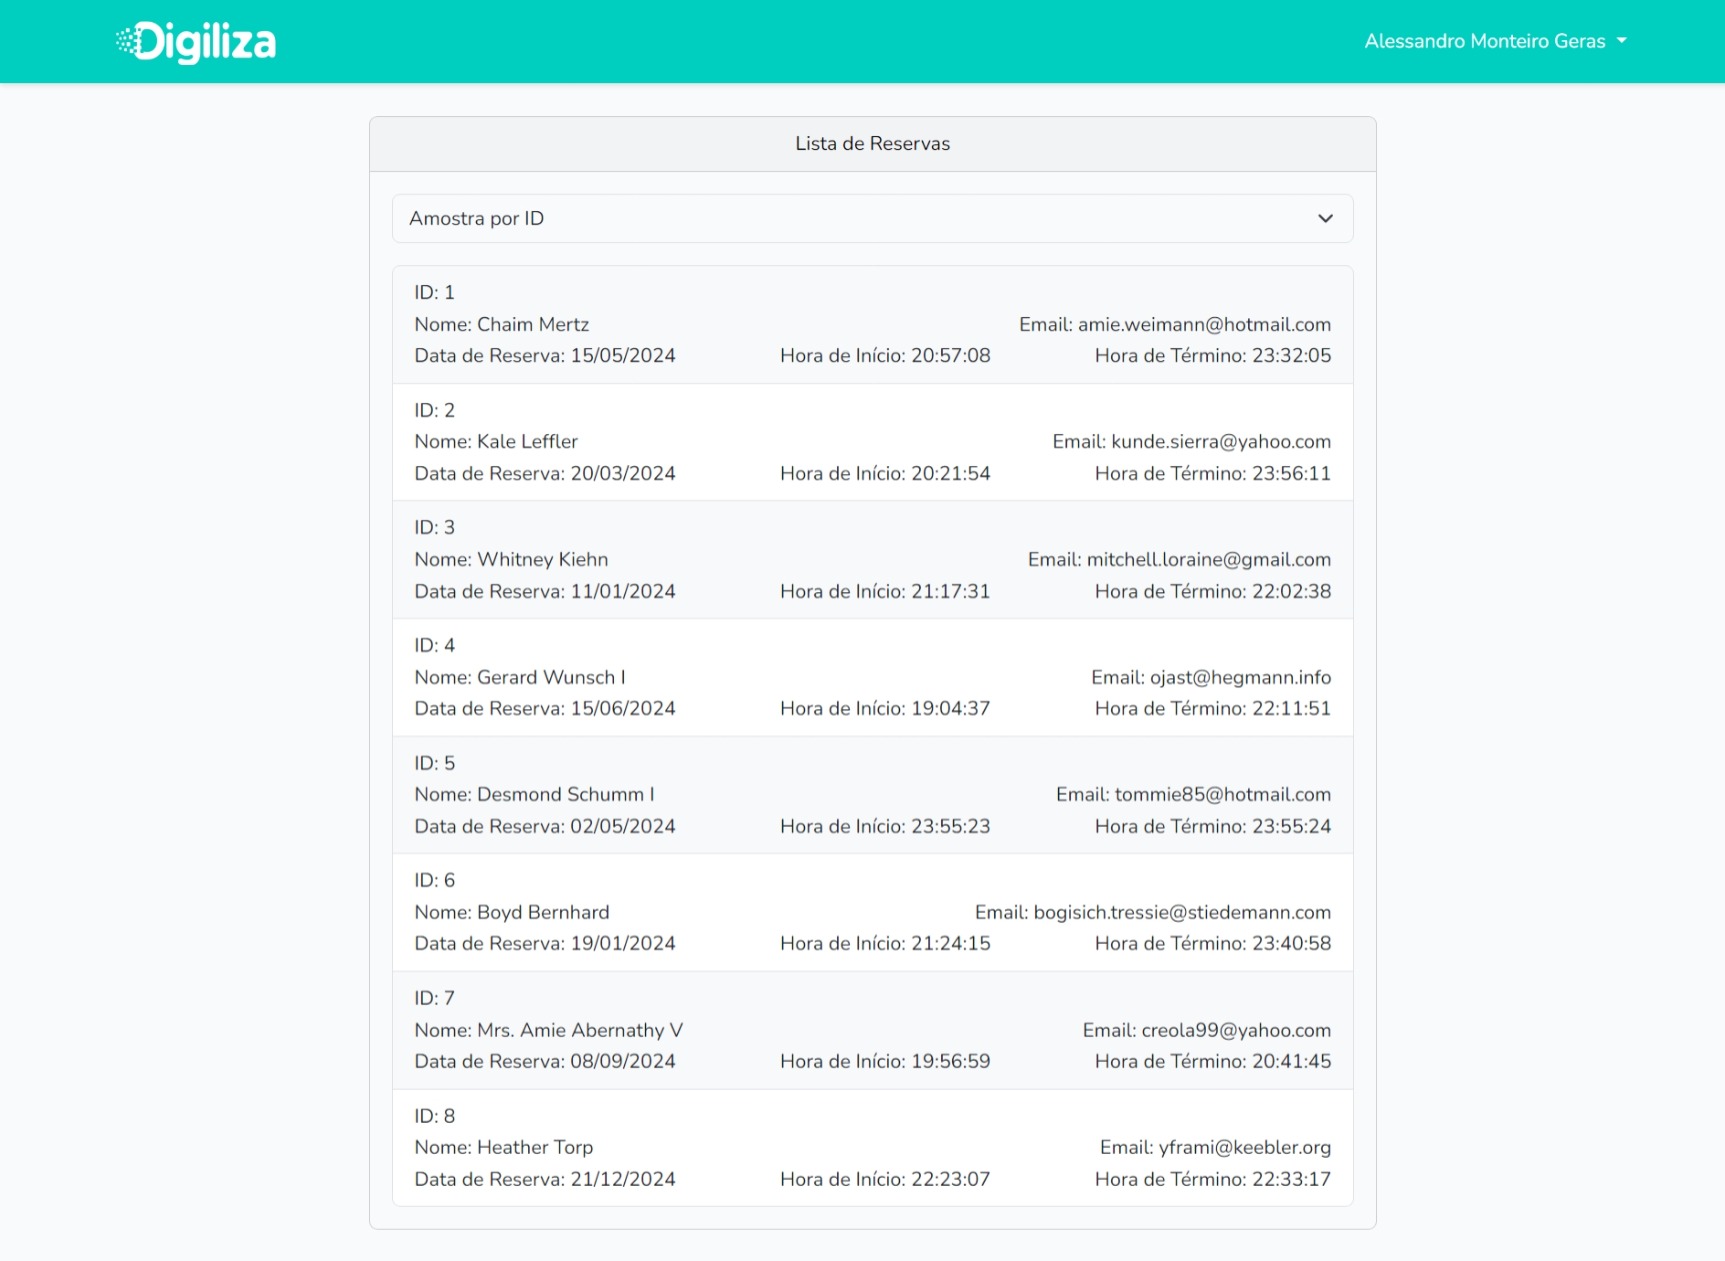 Digiliza
Alessandro Monteiro Geras
Lista de Reservas
Amostra por ID
ID: 1
Nome: Chaim Mertz Email: amie.weimann@hotmail.com
Data de Reserva: 15/05/2024 Hora de Início: 20:57:08 Hora de Término: 23:32:05
ID: 2
Nome: Kale Leffler Email: kunde.sierra@yahoo.com
Data de Reserva: 20/03/2024 Hora de Início: 20:21:54 Hora de Término: 23:56:11
ID: 3
Nome: Whitney Kiehn Email: mitchell.loraine@gmail.com
Data de Reserva: 11/01/2024 Hora de Início: 21:17:31 Hora de Término: 22:02:38
ID: 4
Nome: Gerard Wunsch I Email: ojast@hegmann.info
Data de Reserva: 15/06/2024 Hora de Início: 19:04:37 Hora de Término: 22:11:51
ID: 5
Nome: Desmond Schumm I Email: tommie85@hotmail.com
Data de Reserva: 02/05/2024 Hora de Início: 23:55:23 Hora de Término: 23:55:24
ID: 6
Nome: Boyd Bernhard Email: bogisich.tressie@stiedemann.com
Data de Reserva: 19/01/2024 Hora de Início: 21:24:15 Hora de Término: 23:40:58
ID: 7
Nome: Mrs. Amie Abernathy V Email: creola99@yahoo.com
Data de Reserva: 08/09/2024 Hora de Início: 19:56:59 Hora de Término: 20:41:45
ID: 8
Nome: Heather Torp Email: yframi@keebler.org
Data de Reserva: 21/12/2024 Hora de Início: 22:23:07 Hora de Término: 22:33:17